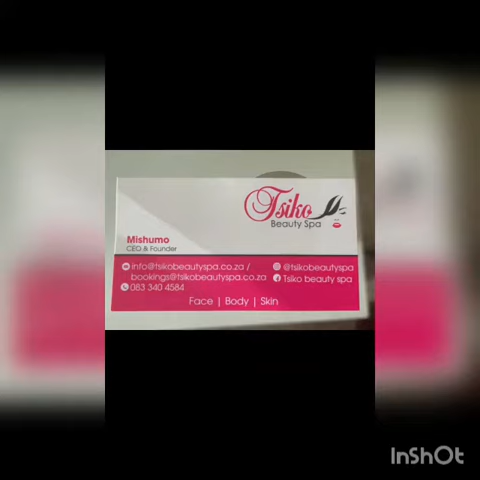 Tsiko
Beauty Spa
Mishumo
CEO & Founder
info@tsikobeautyspa.co.za /
bookings@tsikobeautyspa.co.za
083 340 4584
@tsikobeautyspa
Tsiko beauty spa
Face | Body | Skin
InShOt